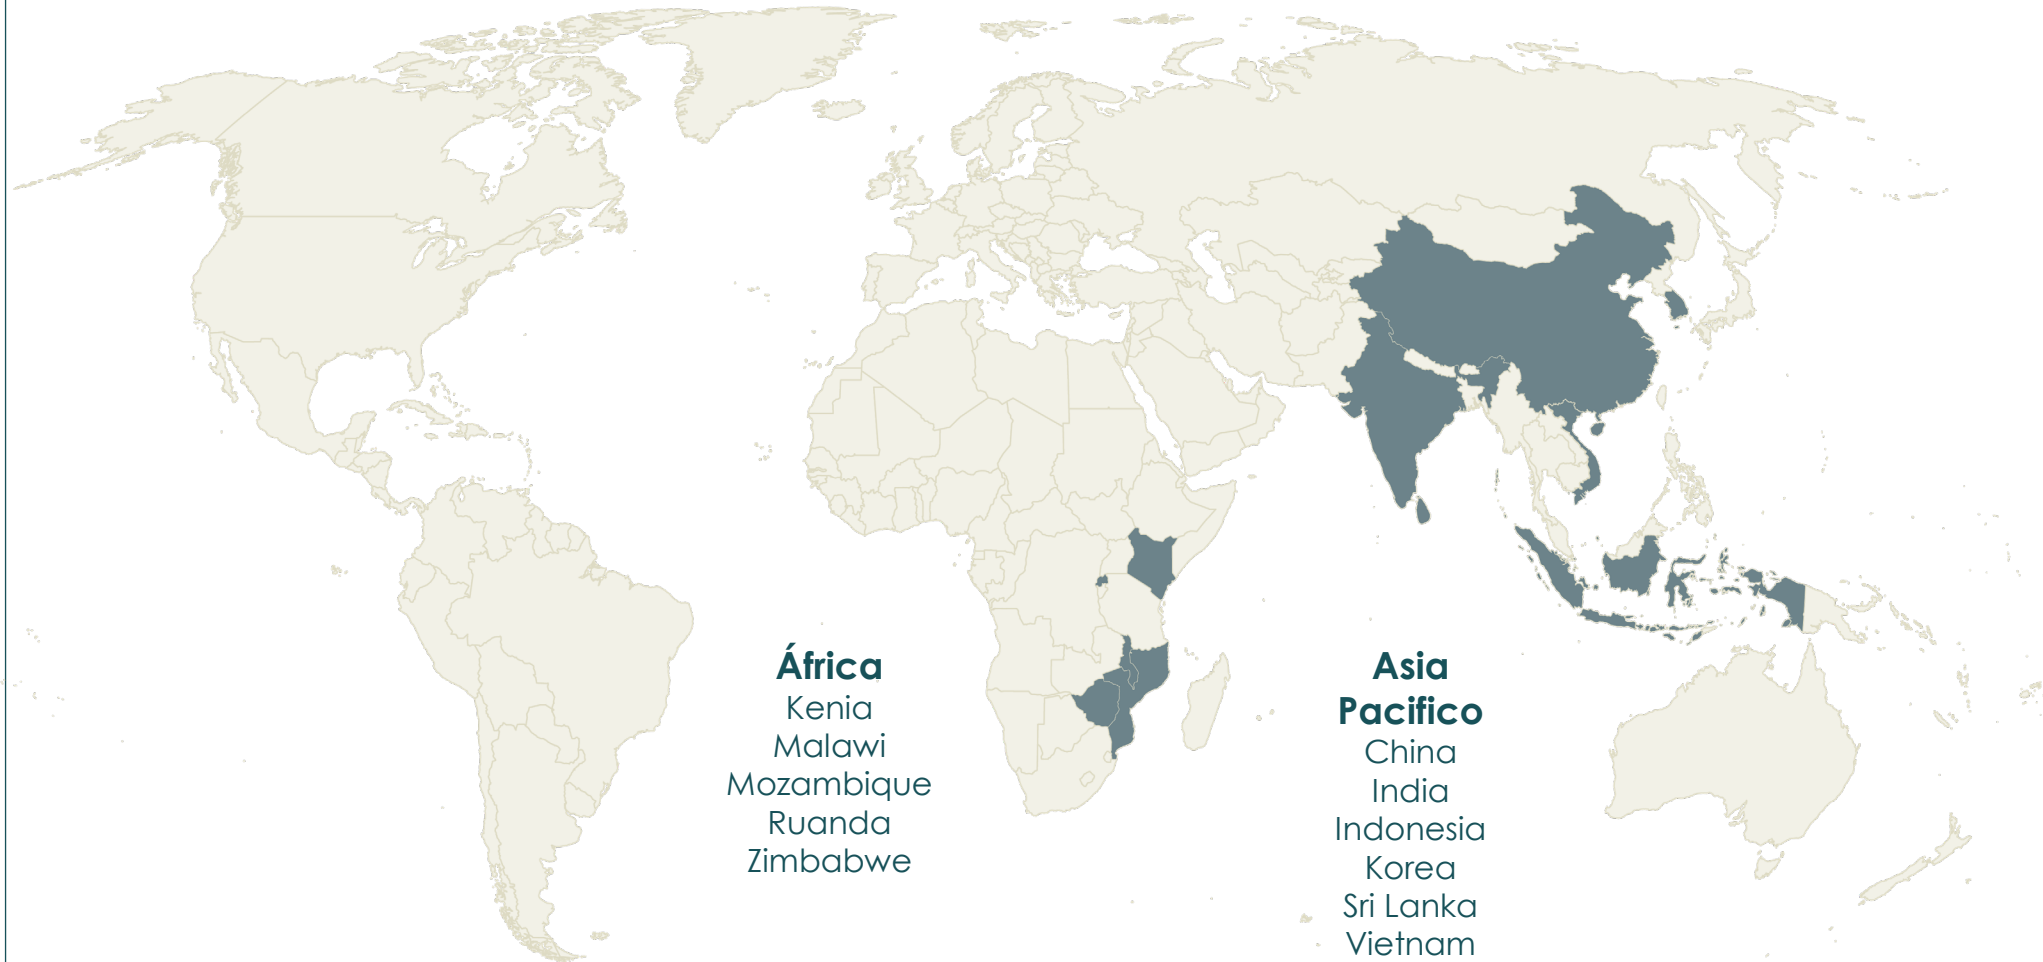 África
Kenia
Malawi
Mozambique
Ruanda
Zimbabwe
Asia
Pacifico
China
India
Indonesia
Korea
Sri Lanka
Vietnam